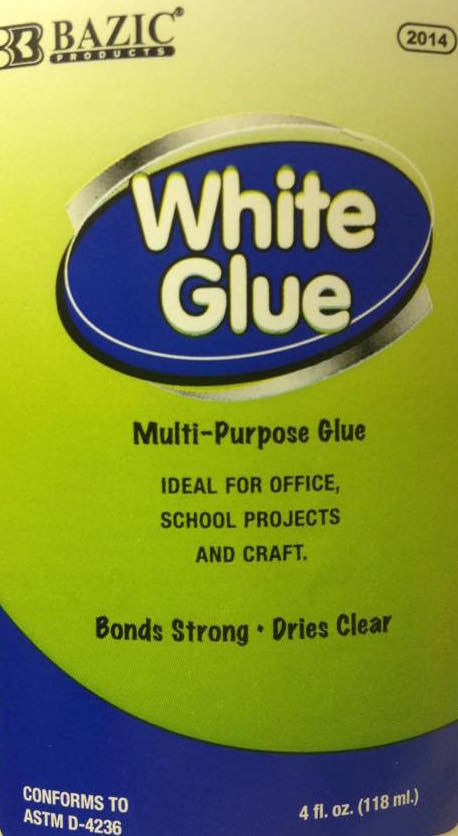 BAZIC®
PRODUCTS
2014
White
Glue
Multi-Purpose Glue
IDEAL FOR OFFICE,
SCHOOL PROJECTS
AND CRAFT.
Bonds Strong • Dries Clear
CONFORMS TO
ASTM D-4236
4 fl. oz. (118 ml.)